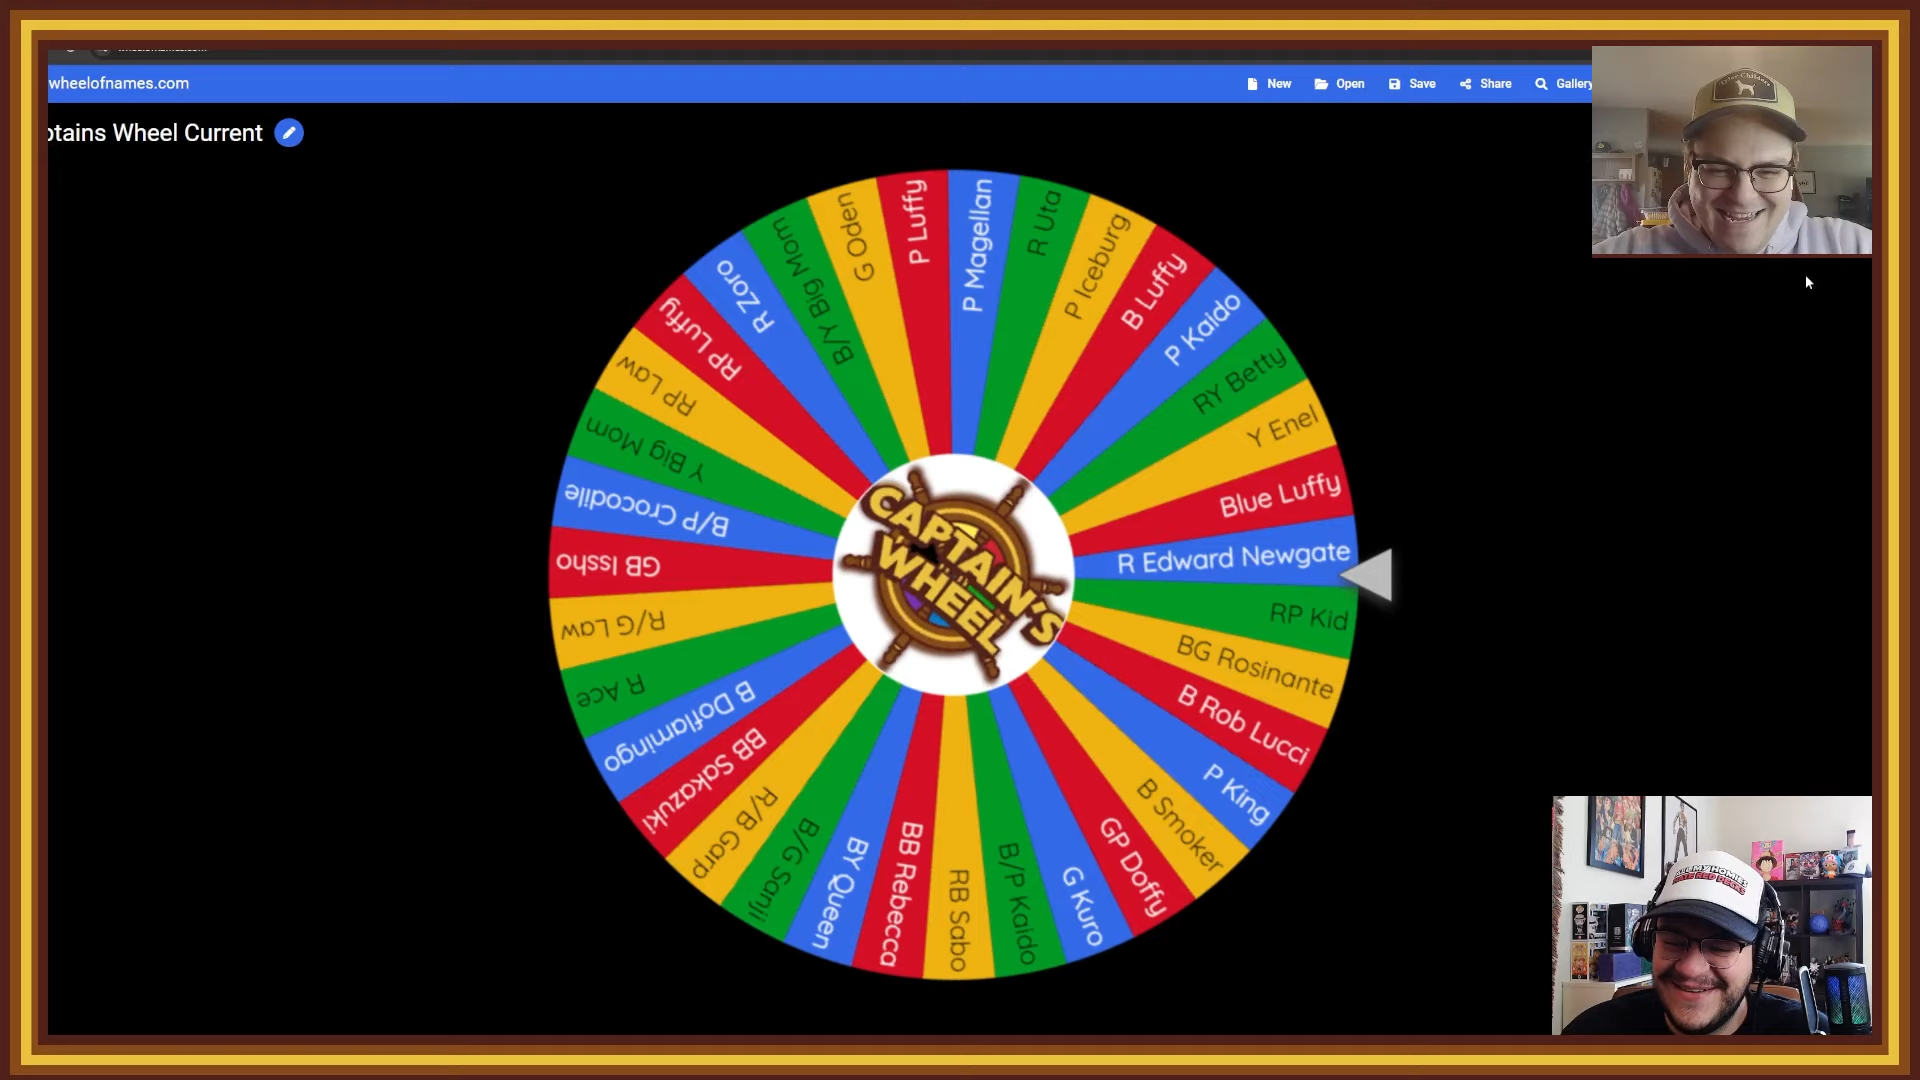 wheelofnames.com
New
Open
Save
Share
Gallery
ptains Wheel Current
P Luffy
P Magellan
R Uta
P Iceburg
B Luffy
P Kaido
RY Betty
Y Enel
Blue Luffy
R Edward Newgate
RP Kid
BG Rosinante
B Rob Lucci
P King
B Smoker
GP Doffy
G Kuro
B/P Kaido
RB Sabo
BB Rebecca
BY Queen
B/G Sanji
R/B Garp
BB Sakazuki
B Doflamingo
R Ace
R/G Law
GB Issho
B/P Crocodile
Y Big Mom
RP Law
RP Luffy
R Zoro
B/Y Big Mom
G Oden
CAPTAIN'S
WHEEL